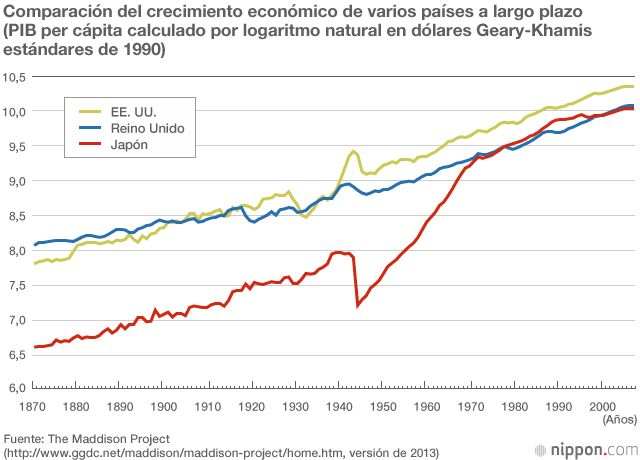 Comparación del crecimiento económico de varios países a largo plazo
(PIB per cápita calculado por logaritmo natural en dólares Geary-Khamis
estándares de 1990)
10,5
10,0
9,5
9,0
8,5
8,0
7,5
7,0
6,5
6,0
EE. UU.
Reino Unido
Japón
1870 1880 1890 1900 1910 1920 1930 1940 1950 1960 1970 1980 1990 2000
(Años)
Fuente: The Maddison Project
(http://www.ggdc.net/maddison/maddison-project/home.htm, versión de 2013)
nippon.com